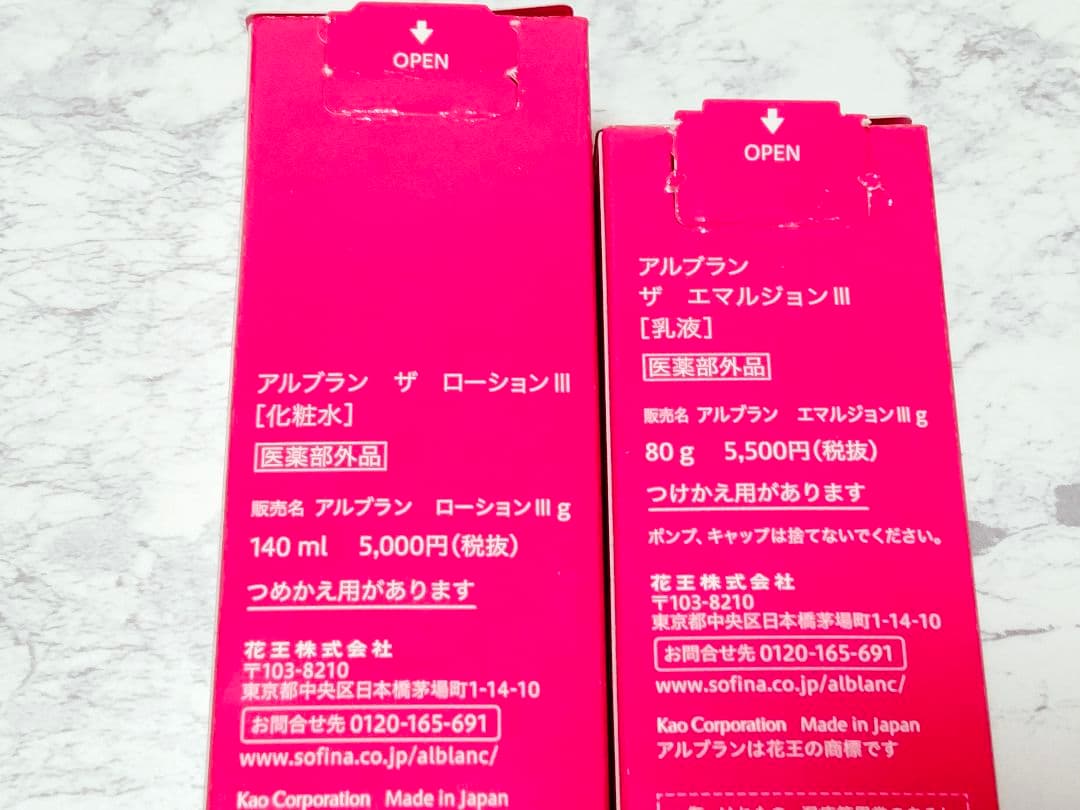 OPEN
アルブラン ザ ローションⅢ
［化粧水］
医薬部外品
販売名 アルブラン ローションⅢg
140 ml 5,000円(税抜)
つめかえ用があります
花王株式会社
〒103-8210
東京都中央区日本橋茅場町1-14-10
お問合せ先 0120-165-691
www.sofina.co.jp/alblanc/
Kao Corporation Made in Japan
OPEN
アルブラン
ザ エマルジョンⅢ
［乳液］
医薬部外品
販売名 アルブラン エマルジョンⅢg
80 g 5,500円(税抜)
つけかえ用があります
ポンプ、キャップは捨てないでください。
花王株式会社
〒103-8210
東京都中央区日本橋茅場町1-14-10
お問合せ先 0120-165-691
www.sofina.co.jp/alblanc/
Kao Corporation Made in Japan
アルブランは花王の商標です